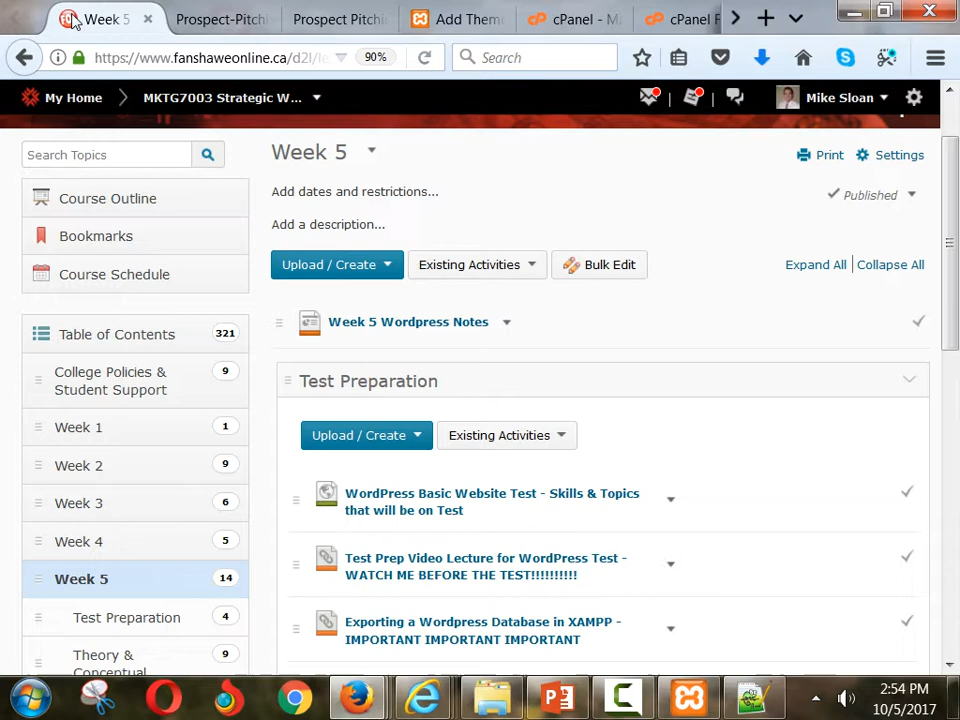 Week 5
Prospect-Pitchi
Prospect Pitchin
Add Theme
cPanel - M
cPanel F
https://www.fanshaweonline.ca/d2l/le
90%
Search
My Home
MKTG7003 Strategic W...
Mike Sloan
Search Topics
Week 5
Print
Settings
Add dates and restrictions...
Published
Course Outline
Add a description...
Bookmarks
Upload / Create
Existing Activities
Bulk Edit
Expand All
Collapse All
Course Schedule
Week 5 Wordpress Notes
Table of Contents
321
College Policies &
Student Support
9
Test Preparation
Week 1
1
Upload / Create
Existing Activities
Week 2
9
Week 3
6
WordPress Basic Website Test - Skills & Topics
that will be on Test
Week 4
5
Test Prep Video Lecture for WordPress Test -
WATCH ME BEFORE THE TEST!!!!!!!!!!
Week 5
14
Test Preparation
4
Exporting a Wordpress Database in XAMPP -
IMPORTANT IMPORTANT IMPORTANT
Theory &
Conceptual
9
2:54 PM
10/5/2017